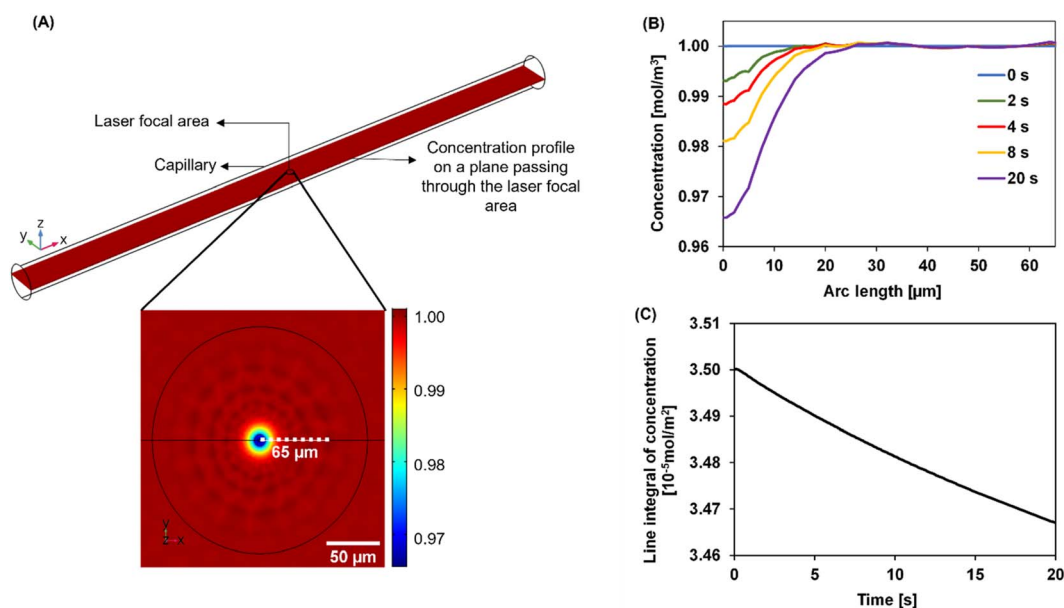 (A)
Laser focal area
Capillary
Concentration profile
on a plane passing
through the laser focal
area
z
y
x
1.00
0.99
0.98
0.97
65 µm
y
z
x
50 µm
(B)
Concentration [mol/m³]
1.00
0.99
0.98
0.97
0.96
0 s
2 s
4 s
8 s
20 s
0
10
20
30
40
50
60
Arc length [µm]
(C)
Line integral of concentration
[10⁻⁵mol/m²]
3.51
3.50
3.49
3.48
3.47
3.46
0
5
10
15
20
Time [s]